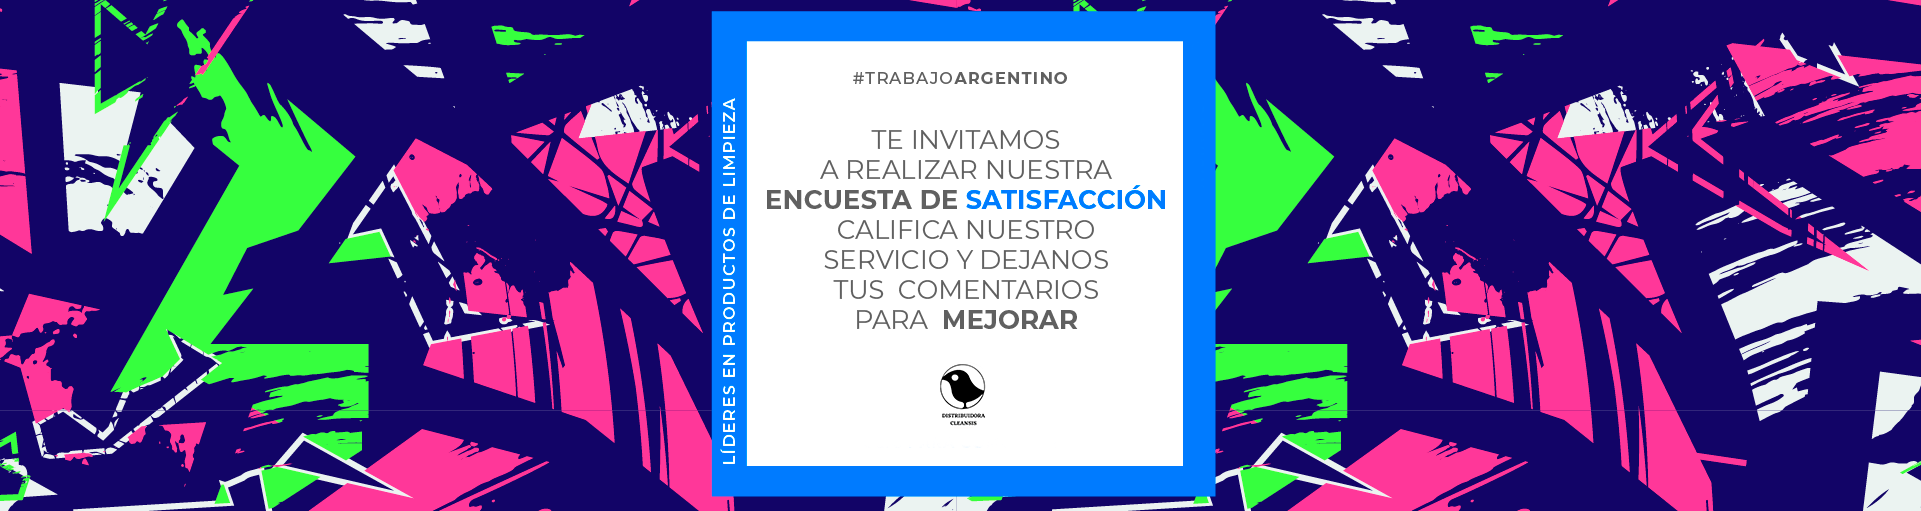 #TRABAJOARGENTINO
TE INVITAMOS
A REALIZAR NUESTRA
ENCUESTA DE SATISFACCIÓN
CALIFICA NUESTRO
SERVICIO Y DEJANOS
TUS COMENTARIOS
PARA MEJORAR
DISTRIBUIDORA
CLEANSIS
LÍDERES EN PRODUCTOS DE LIMPIEZA